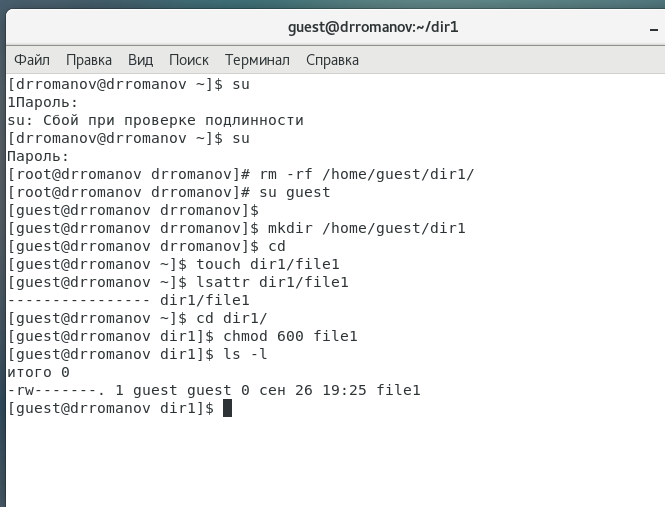 guest@drromanov:~/dir1
Файл Правка Вид Поиск Терминал Справка
[drromanov@drromanov ~]$ su
1Пароль:
su: Сбой при проверке подлинности
[drromanov@drromanov ~]$ su
Пароль:
[root@drromanov drromanov]# rm -rf /home/guest/dir1/
[root@drromanov drromanov]# su guest
[guest@drromanov drromanov]$
[guest@drromanov drromanov]$ mkdir /home/guest/dir1
[guest@drromanov drromanov]$ cd
[guest@drromanov ~]$ touch dir1/file1
[guest@drromanov ~]$ lsattr dir1/file1
---------------- dir1/file1
[guest@drromanov ~]$ cd dir1/
[guest@drromanov dir1]$ chmod 600 file1
[guest@drromanov dir1]$ ls -l
итого 0
-rw-------. 1 guest guest 0 сен 26 19:25 file1
[guest@drromanov dir1]$